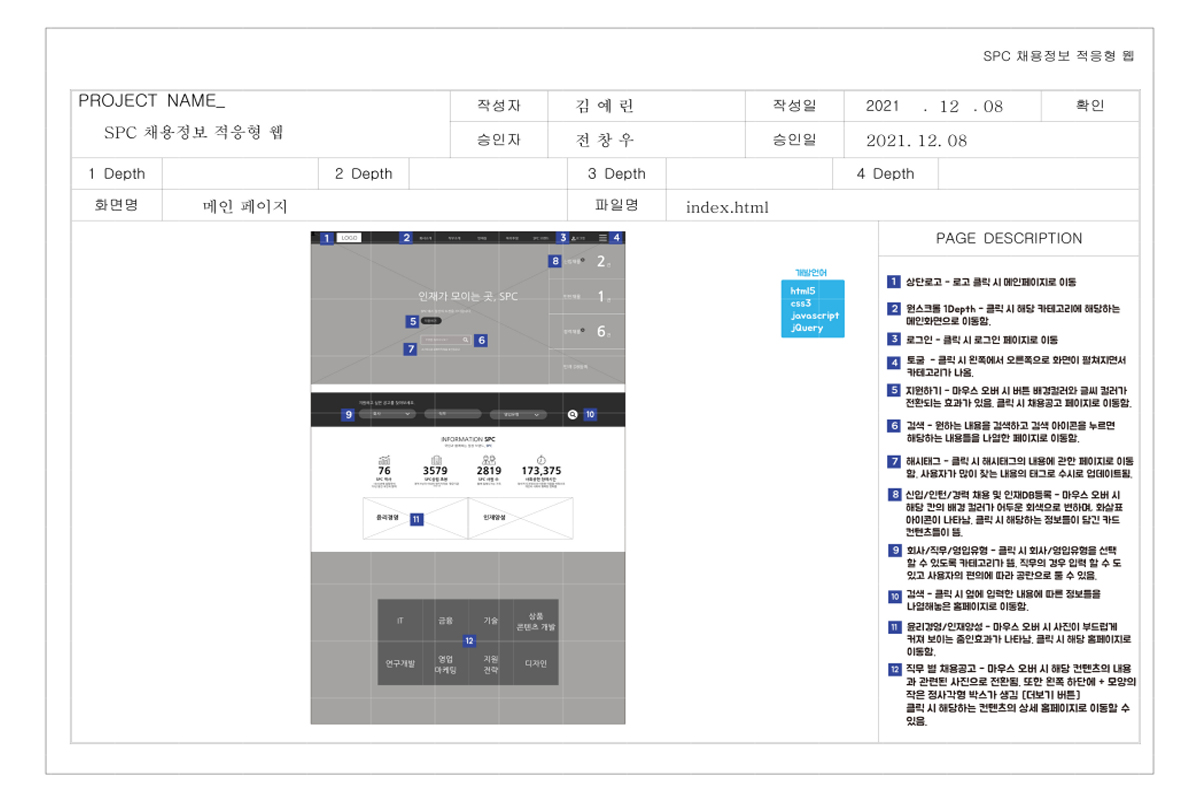 SPC 채용정보 적응형 웹
PROJECT NAME_
SPC 채용정보 적응형 웹
작성자 김 예 린 작성일 2021 . 12 . 08 확인
승인자 전 창 우 승인일 2021. 12. 08
1 Depth 2 Depth 3 Depth 4 Depth
화면명 메인 페이지 파일명 index.html
1 LOGO 2 3 4
8 2
인재가 모이는 곳, SPC 1
5
6 6
7
9 10
INFORMATION SPC
76 3579 2819 173,375
윤리경영 11 인재양성
IT 금융 기술 상품
콘텐츠 개발
12
연구개발 영업
마케팅 지원
전략 디자인
개발언어
html5
css3
javascript
jQuery
PAGE DESCRIPTION
1 상단로고 - 로고 클릭 시 메인페이지로 이동
2 원스크롤 1Depth - 클릭 시 해당 카테고리에 해당하는
메인화면으로 이동함.
3 로그인 - 클릭 시 로그인 페이지로 이동
4 토글 - 클릭 시 왼쪽에서 오른쪽으로 화면이 펼쳐지면서
카테고리가 나옴.
5 지원하기 - 마우스 오버 시 버튼 배경컬러와 글씨 컬러가
전환되는 효과가 있음. 클릭 시 채용공고 페이지로 이동함.
6 검색 - 원하는 내용을 검색하고 검색 아이콘을 누르면
해당하는 내용들을 나열한 페이지로 이동함.
7 해시태그 - 클릭 시 해시태그의 내용에 관한 페이지로 이동
함. 사용자가 많이 찾는 내용의 태그로 수시로 업데이트됨.
8 신입/인턴/경력 채용 및 인재DB등록 - 마우스 오버 시
해당 칸의 배경 컬러가 어두운 회색으로 변하며, 화살표
아이콘이 나타남. 클릭 시 해당하는 정보들이 담긴 카드
컨텐츠들이 뜸.
9 회사/직무/영입유형 - 클릭 시 회사/영입유형을 선택
할 수 있도록 카테고리가 뜸. 직무의 경우 입력 할 수 도
있고 사용자의 편의에 따라 공란으로 둘 수 있음.
10 검색 - 클릭 시 옆에 입력한 내용에 따른 정보들을
나열해놓은 홈페이지로 이동함.
11 윤리경영/인재양성 - 마우스 오버 시 사진이 부드럽게
커져 보이는 줌인효과가 나타남. 클릭 시 해당 홈페이지로
이동함.
12 직무 별 채용공고 - 마우스 오버 시 해당 컨텐츠의 내용
과 관련된 사진으로 전환됨. 또한 왼쪽 하단에 + 모양의
작은 정사각형 박스가 생김 [더보기 버튼]
클릭 시 해당하는 컨텐츠의 상세 홈페이지로 이동할 수
있음.